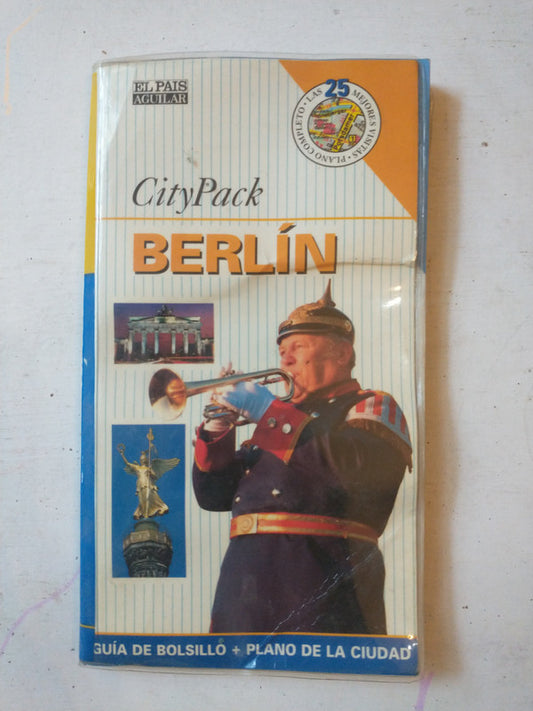 EL PAIS
AGUILAR
LAS 25 MEJORES VISITAS · PLANO COMPLETO ·
CityPack
BERLÍN
GUÍA DE BOLSILLO + PLANO DE LA CIUDAD